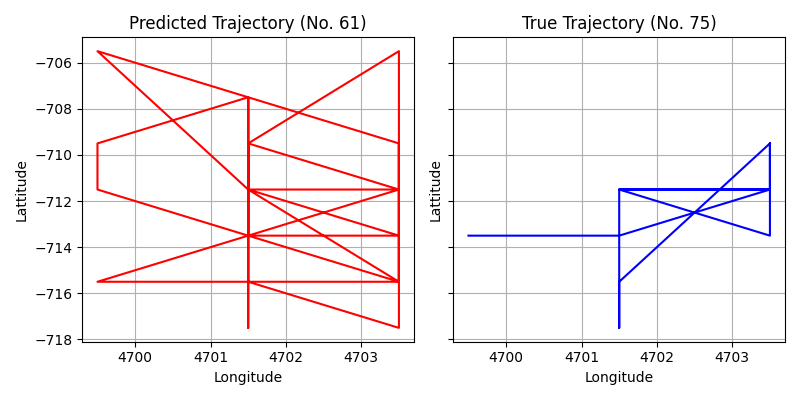 Predicted Trajectory (No. 61)
True Trajectory (No. 75)
−706
−708
−710
−712
−714
−716
−718
Lattitude
Lattitude
4700
4701
4702
4703
4700
4701
4702
4703
Longitude
Longitude